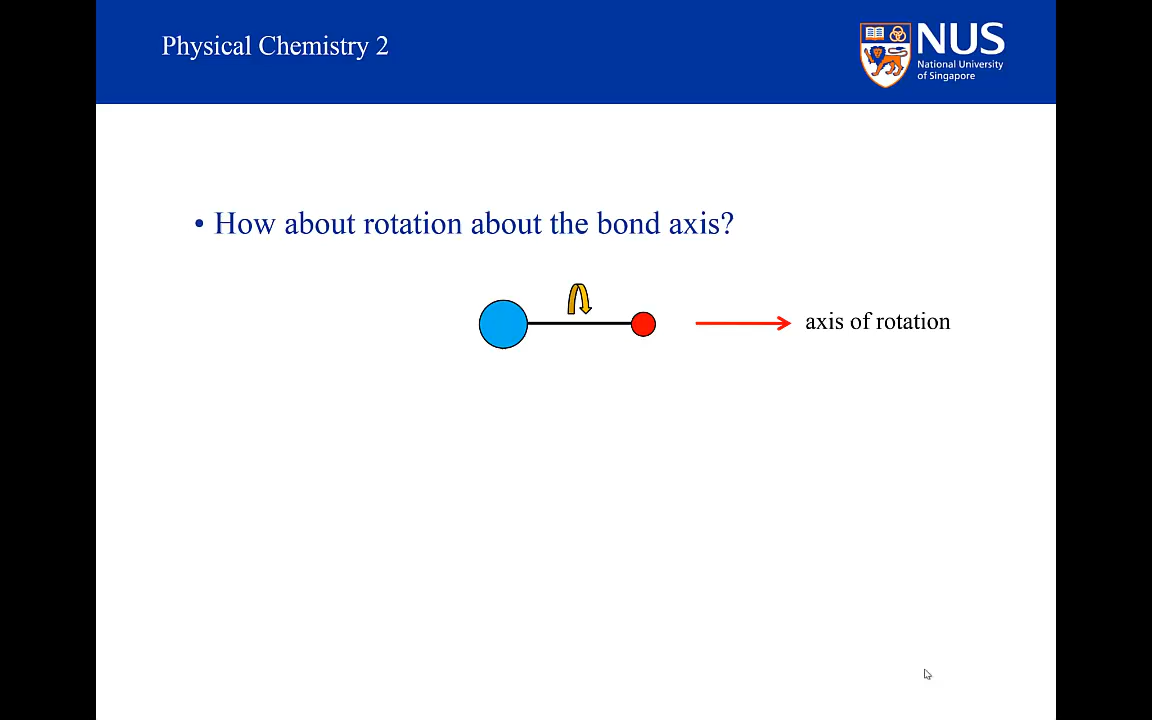 Physical Chemistry 2
NUS
National University
of Singapore
• How about rotation about the bond axis?
axis of rotation